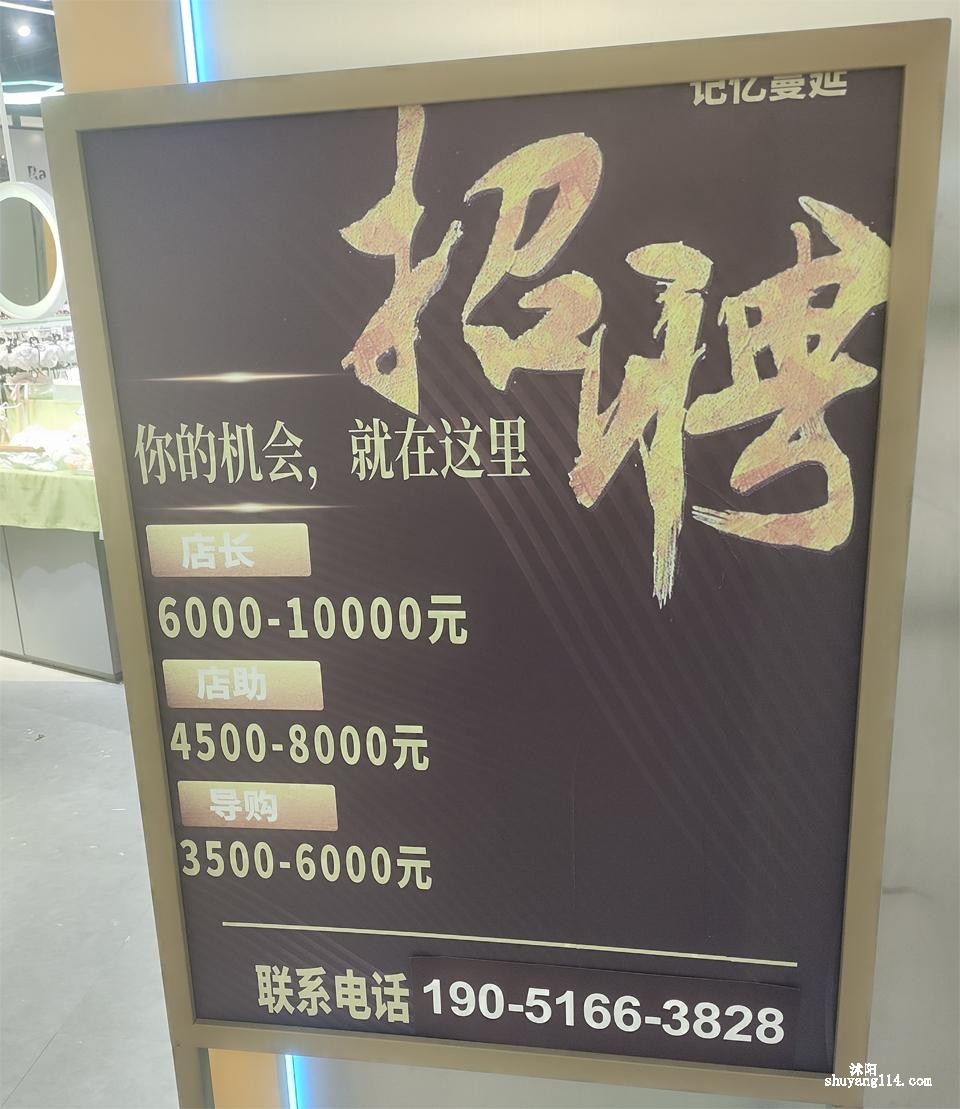 记忆蔓延
招聘
你的机会，就在这里
店长
6000-10000元
店助
4500-8000元
导购
3500-6000元
联系电话 190-5166-3828
沭阳
shuyang114.com